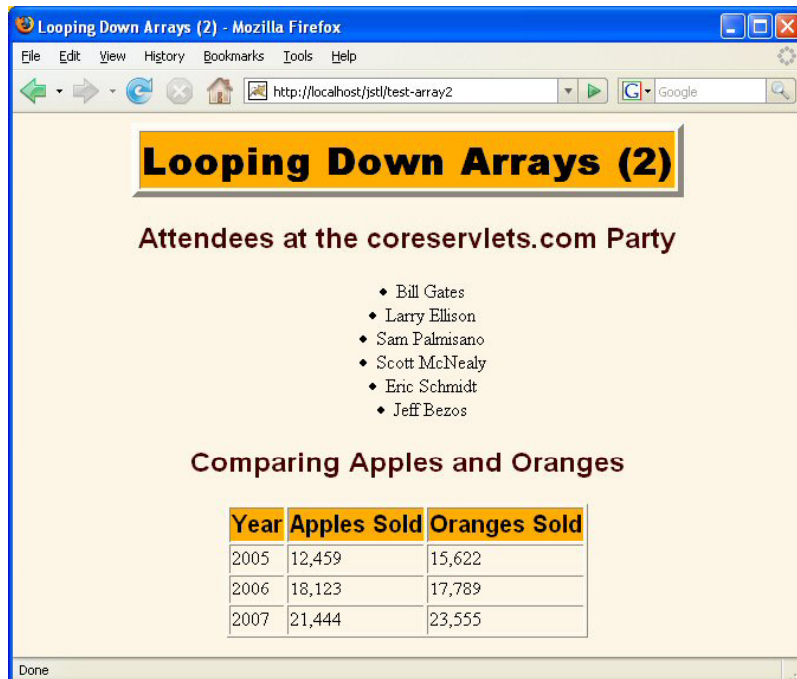 Looping Down Arrays (2) - Mozilla Firefox
File Edit View History Bookmarks Tools Help
http://localhost/jstl/test-array2 G Google
Looping Down Arrays (2)
Attendees at the coreservlets.com Party
• Bill Gates
• Larry Ellison
• Sam Palmisano
• Scott McNealy
• Eric Schmidt
• Jeff Bezos
Comparing Apples and Oranges
Year Apples Sold Oranges Sold
2005 12,459 15,622
2006 18,123 17,789
2007 21,444 23,555
Done